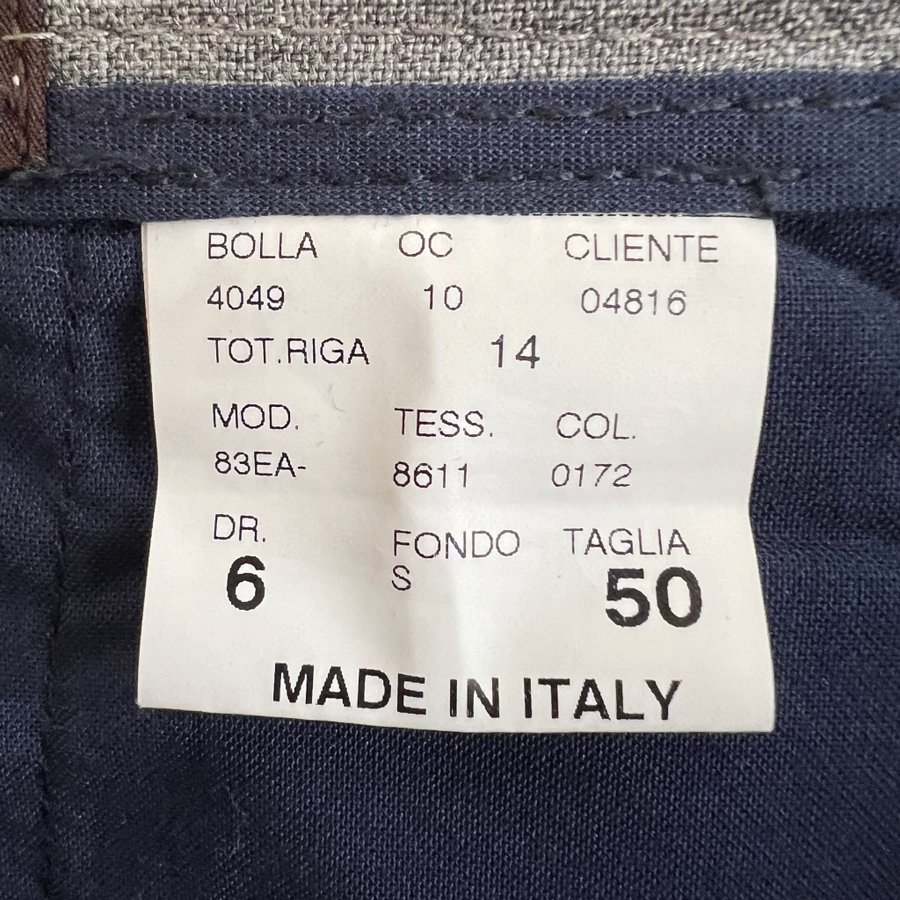 BOLLA OC CLIENTE
4049 10 04816
TOT.RIGA 14
MOD. TESS. COL.
83EA- 8611 0172
DR. FONDO TAGLIA
6 S 50
MADE IN ITALY